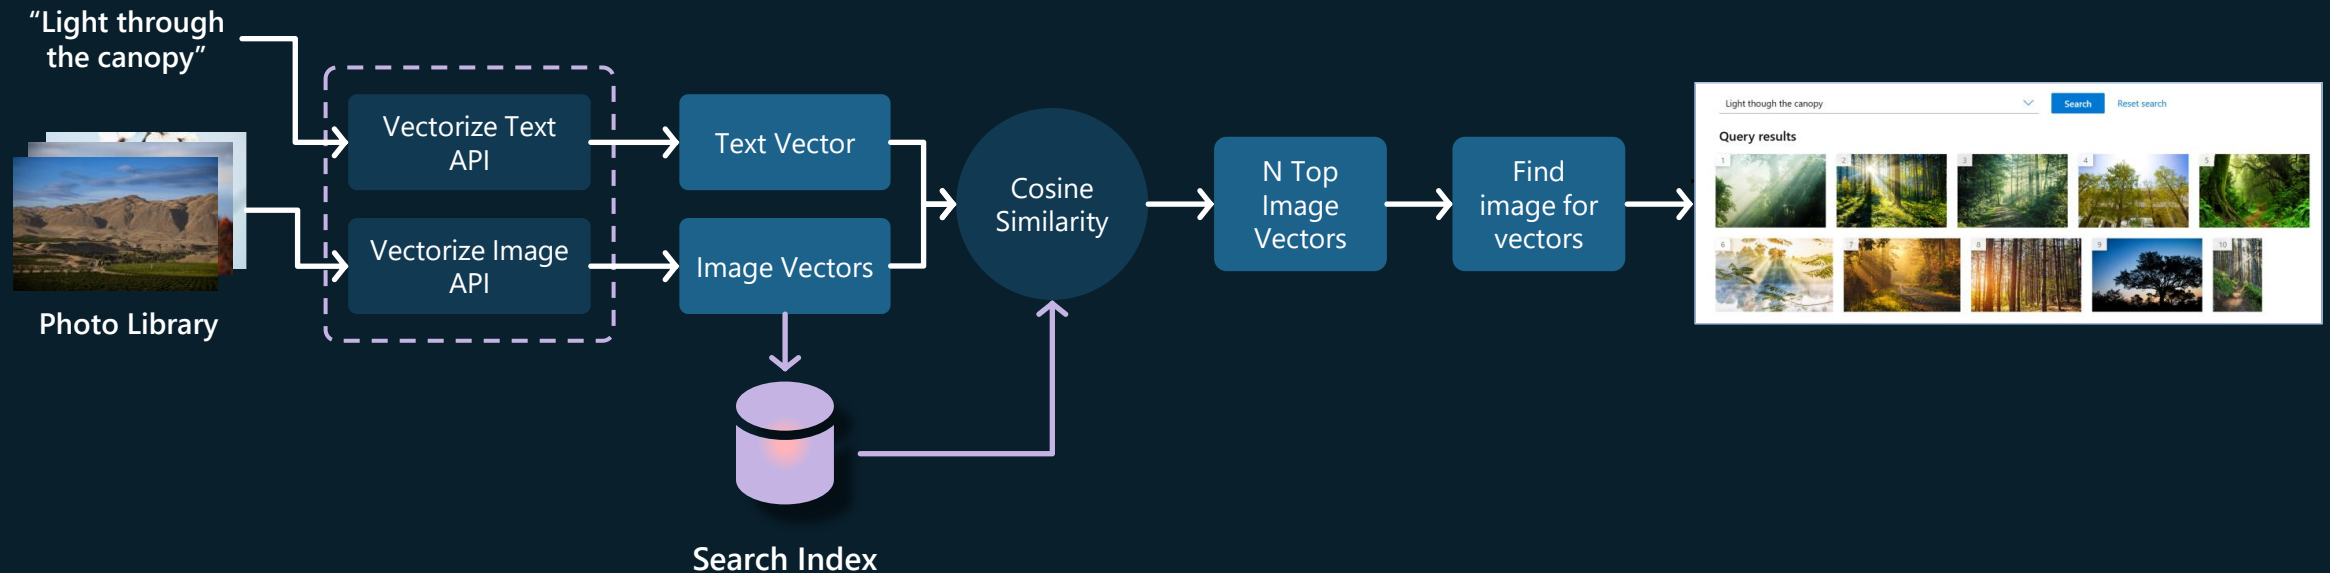 “Light through
the canopy”
Photo Library
Vectorize Text
API
Vectorize Image
API
Text Vector
Image Vectors
Search Index
Cosine
Similarity
N Top
Image
Vectors
Find
image for
vectors
Light though the canopy
Search
Reset search
Query results
1
2
3
4
5
6
7
8
9
10